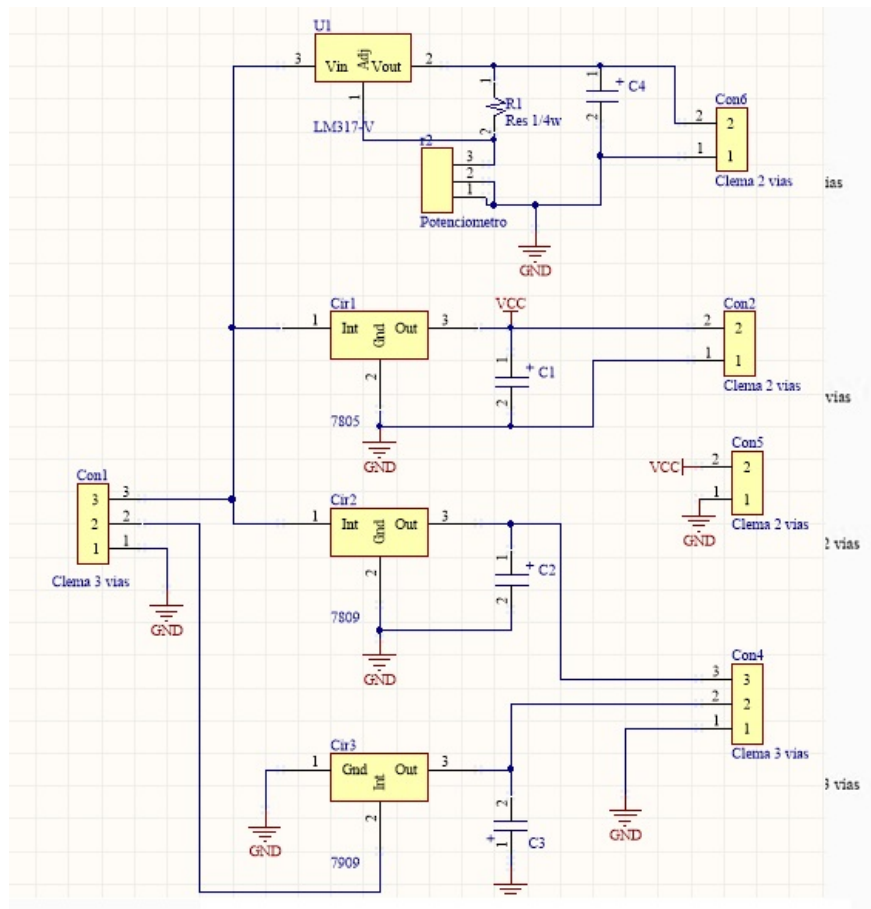 U1
3 Vin Adj Vout 2
1
LM317-V
1
R1
Res 1/4w
2
r2
3
2
1
Potenciometro
GND
1
+ C4
2
Con6
2 2
1 1
Clema 2 vias
ias
Cir1
1 Int Gnd Out 3
2
7805
GND
VCC
1
+ C1
2
Con2
2 2
1 1
Clema 2 vias
vias
Con5
VCC 2 2
1 1
GND
Clema 2 vias
2 vias
Con1
3 3
2 2
1 1
Clema 3 vias
GND
Cir2
1 Int Gnd Out 3
2
7809
GND
1
+ C2
2
Con4
3 3
2 2
1 1
Clema 3 vias
GND
3 vias
Cir3
1 Gnd Int Out 3
2
GND
7909
2
+ C3
1